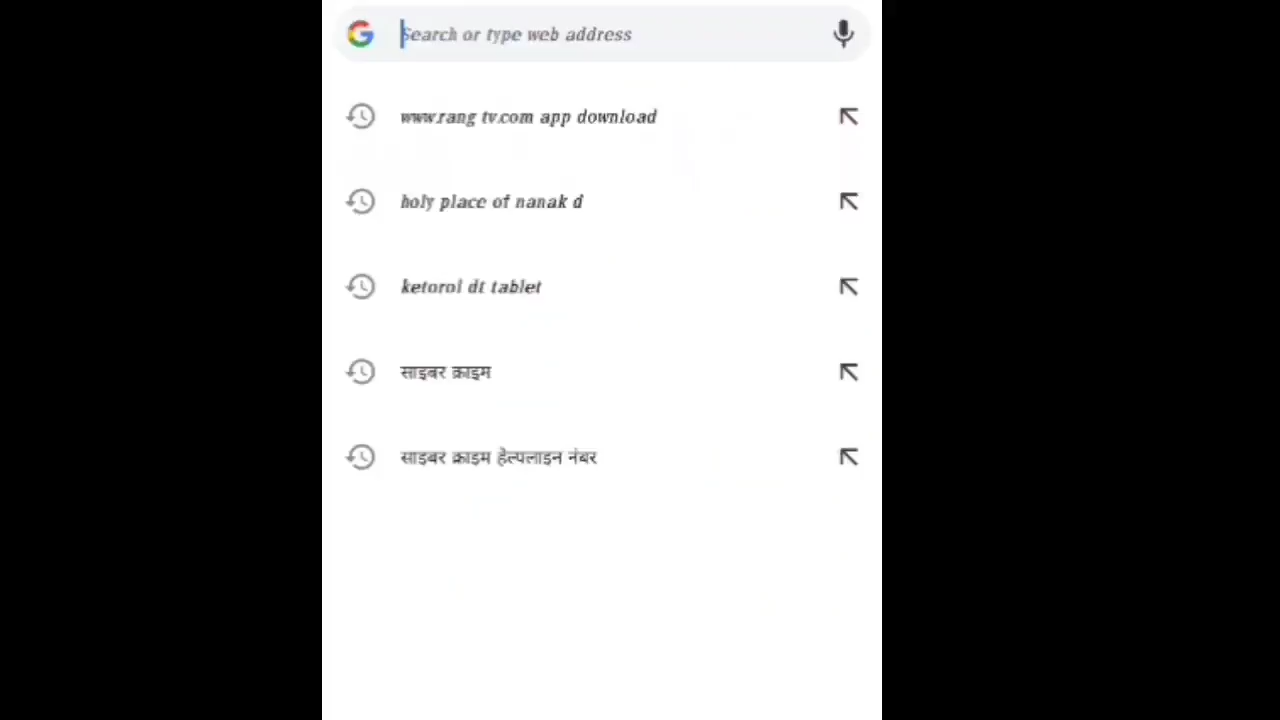 Search or type web address
www.rang tv.com app download
holy place of nanak d
ketorol dt tablet
साइबर क्राइम
साइबर क्राइम हेल्पलाइन नंबर